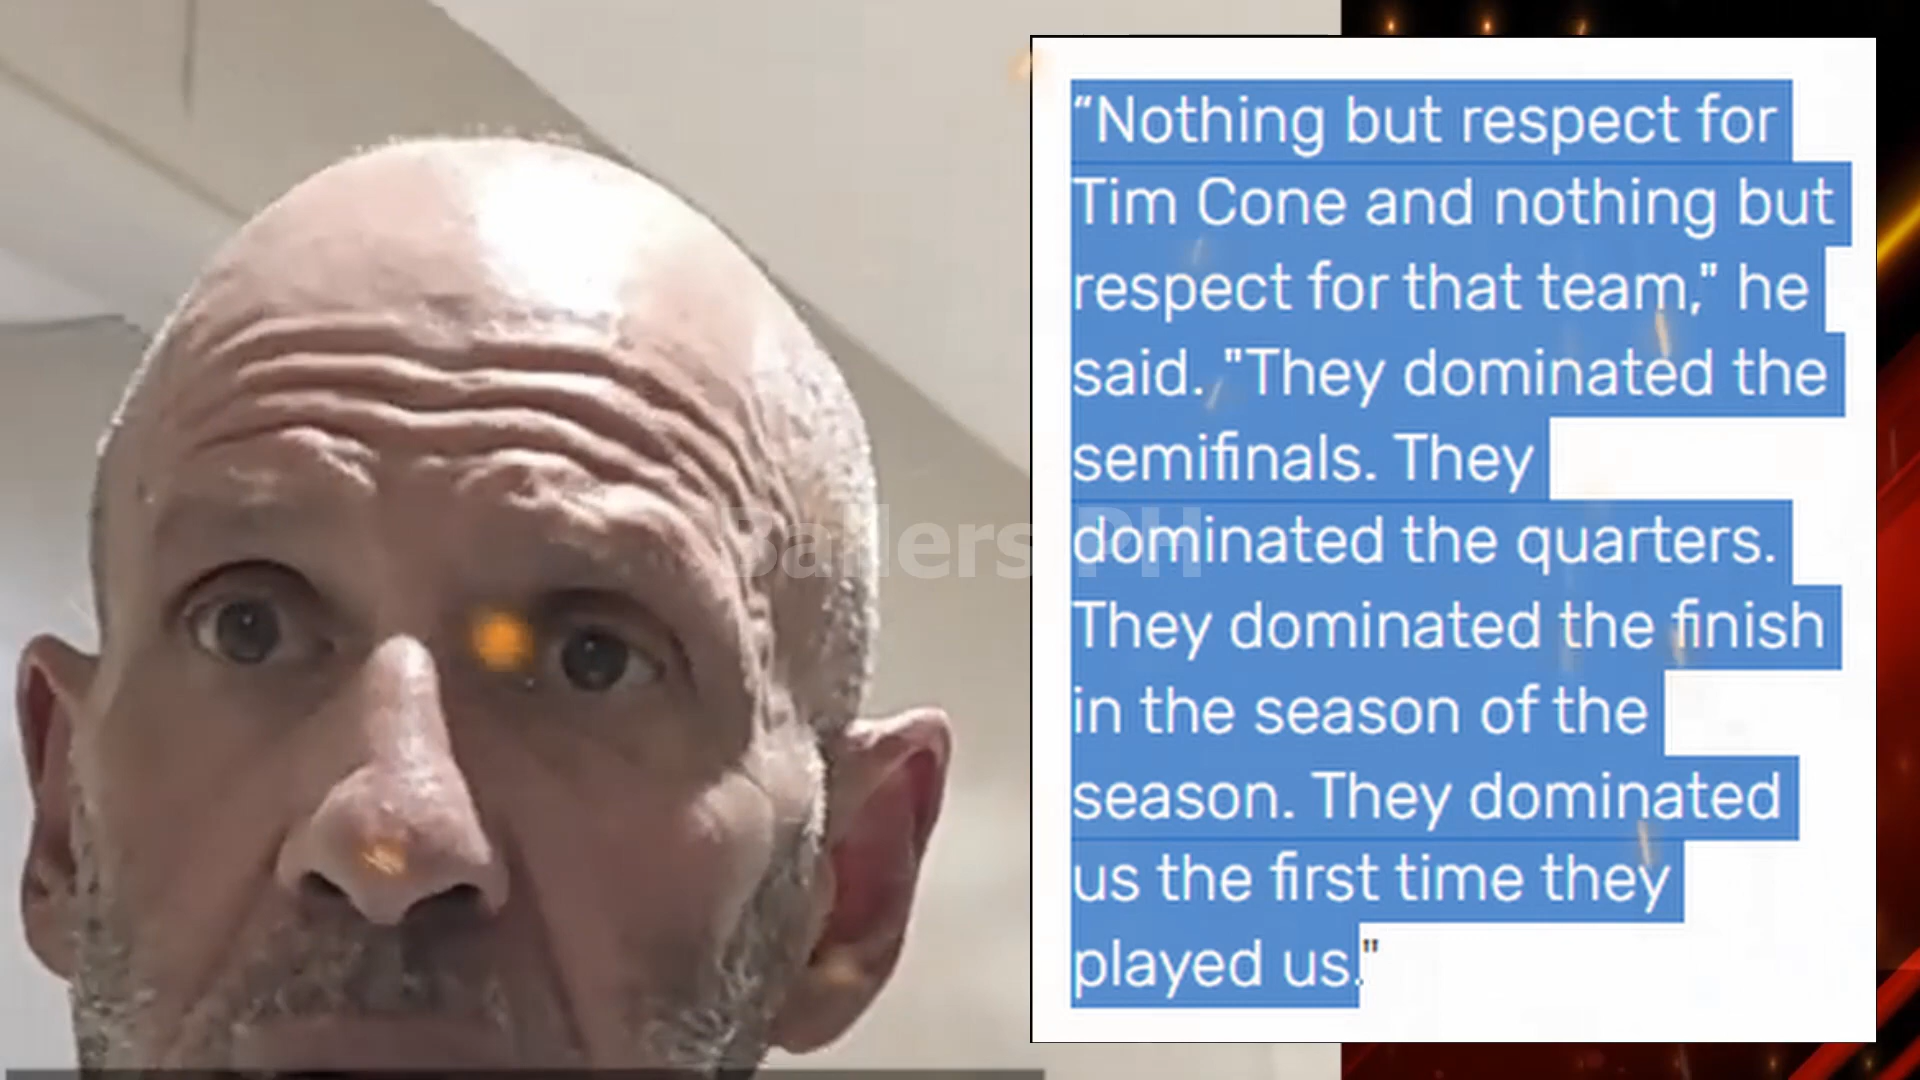 “Nothing but respect for
Tim Cone and nothing but
respect for that team," he
said. "They dominated the
semifinals. They
dominated the quarters.
They dominated the finish
in the season of the
season. They dominated
us the first time they
played us."
Ballers PH